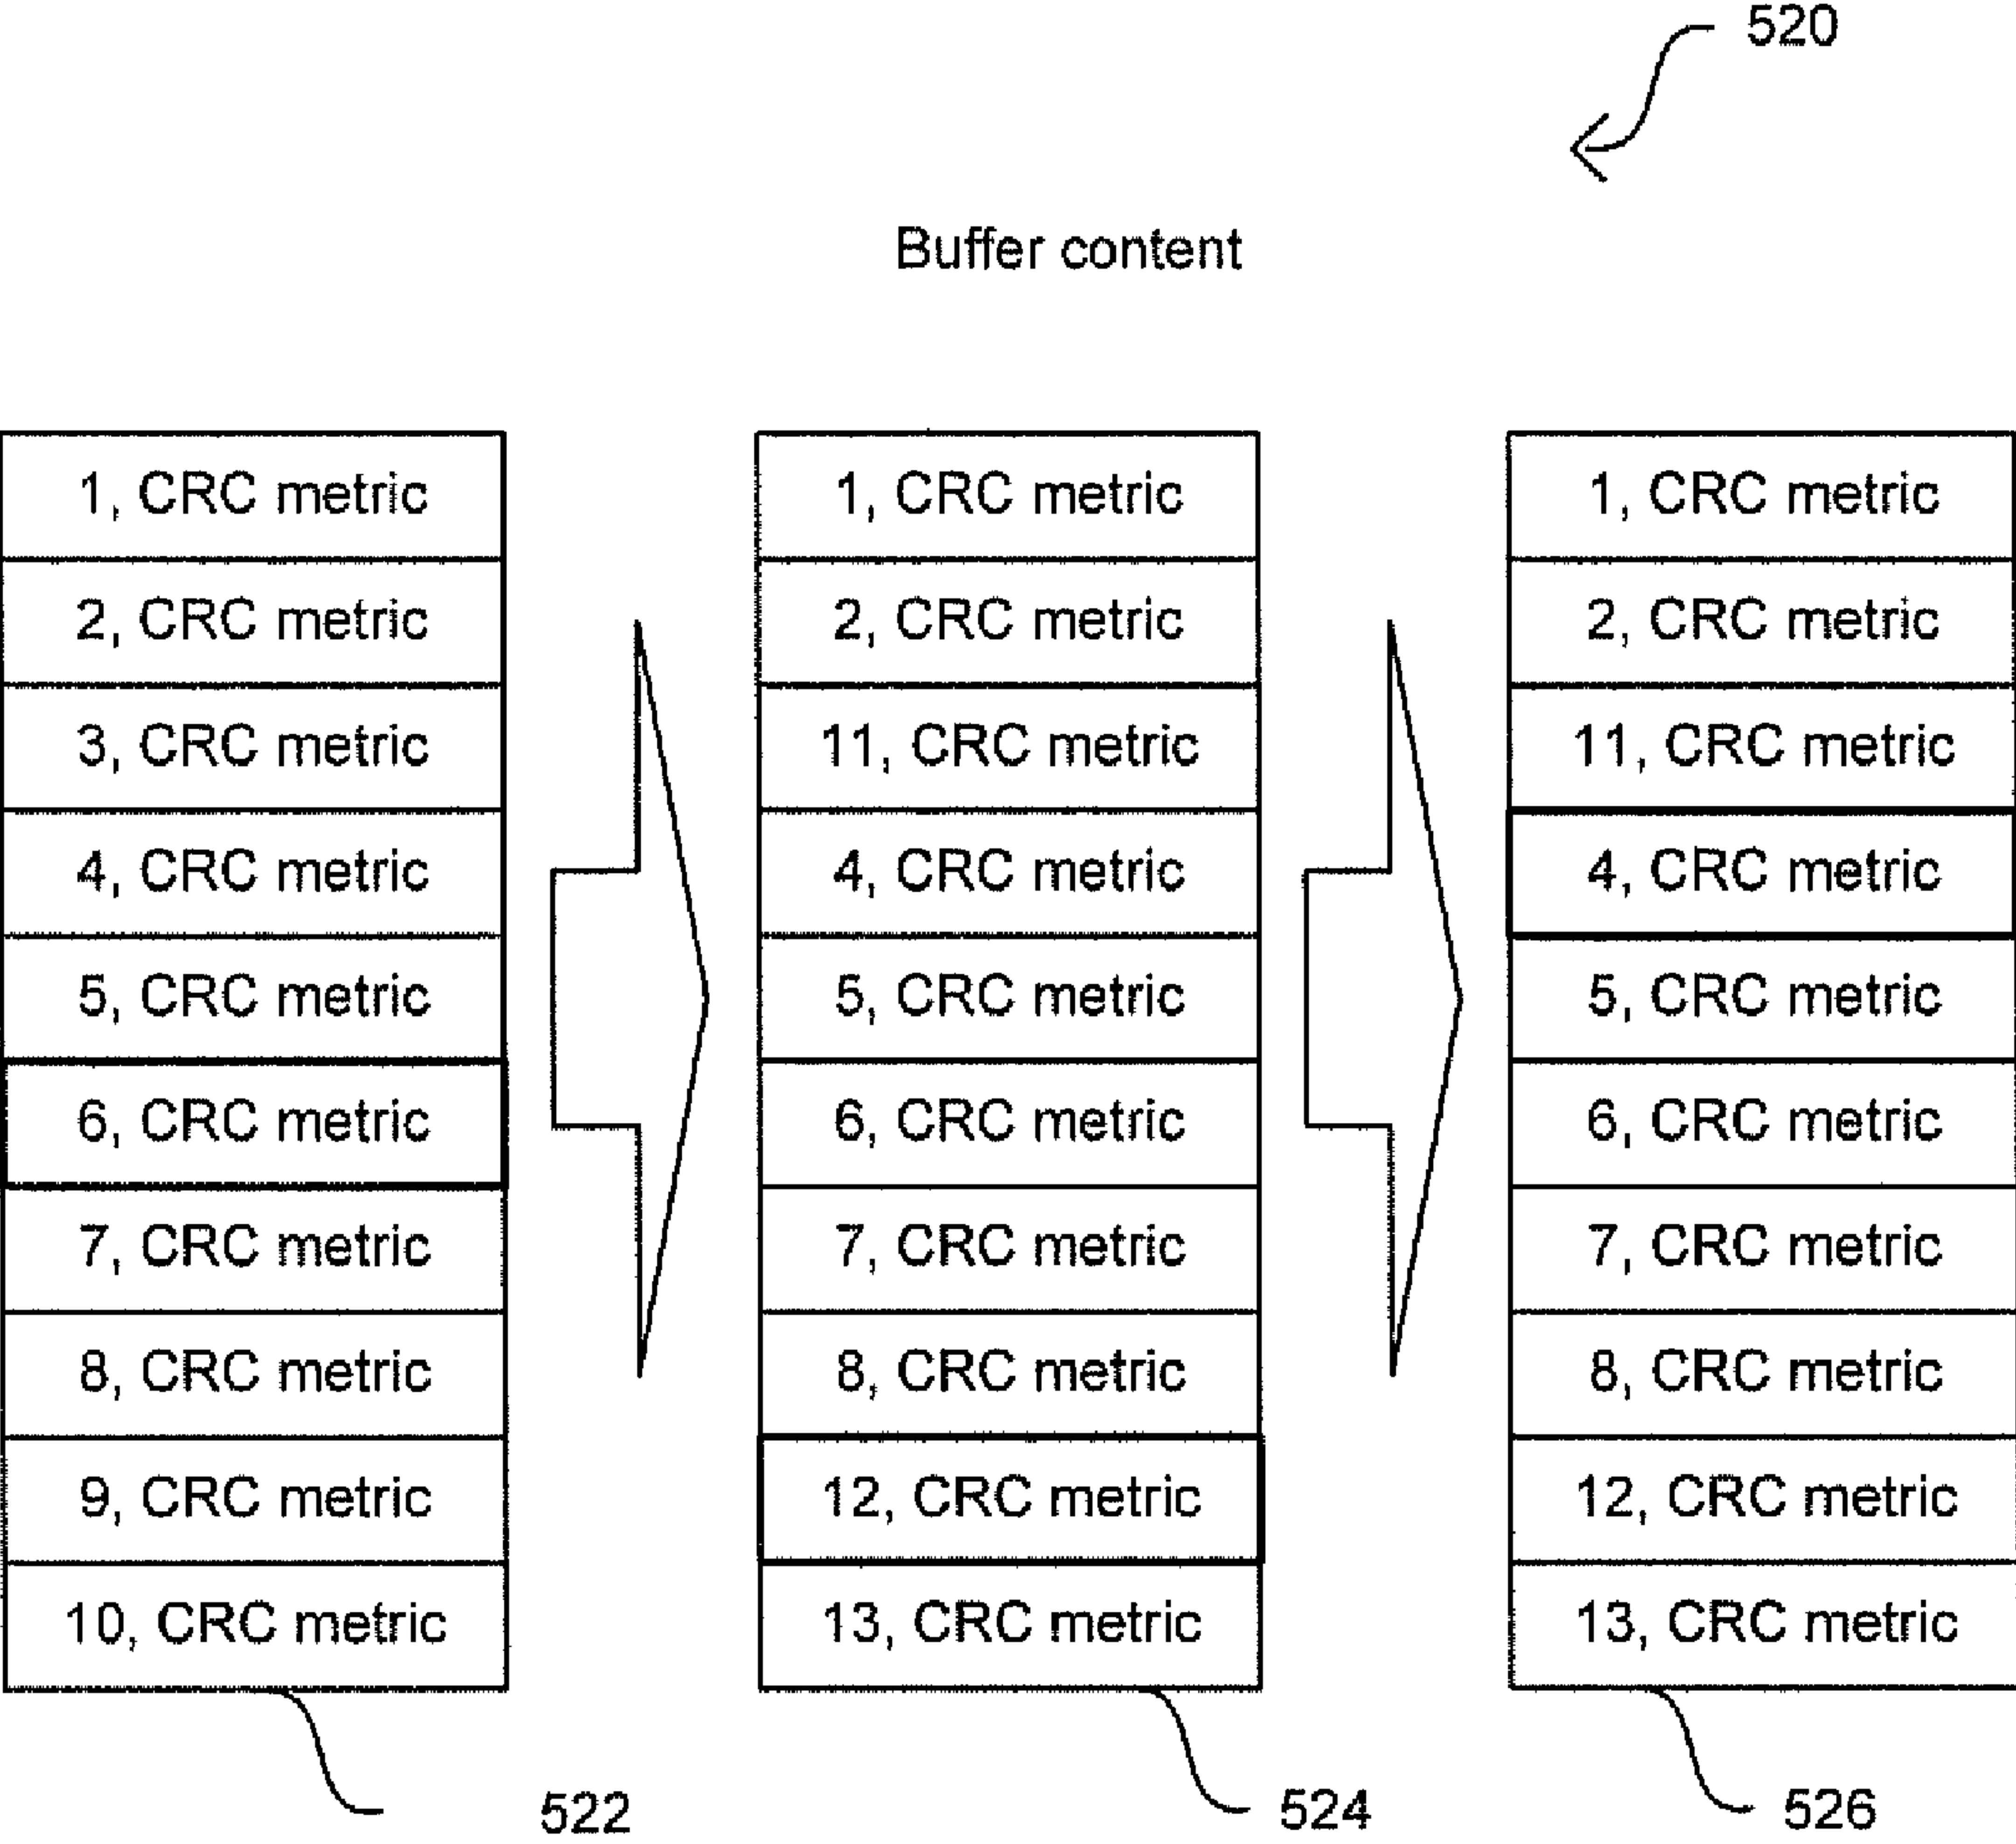 520
Buffer content
1, CRC metric
2, CRC metric
3, CRC metric
4, CRC metric
5, CRC metric
6, CRC metric
7, CRC metric
8, CRC metric
9, CRC metric
10, CRC metric
522
1, CRC metric
2, CRC metric
11, CRC metric
4, CRC metric
5, CRC metric
6, CRC metric
7, CRC metric
8, CRC metric
12, CRC metric
13, CRC metric
524
1, CRC metric
2, CRC metric
11, CRC metric
4, CRC metric
5, CRC metric
6, CRC metric
7, CRC metric
8, CRC metric
12, CRC metric
13, CRC metric
526